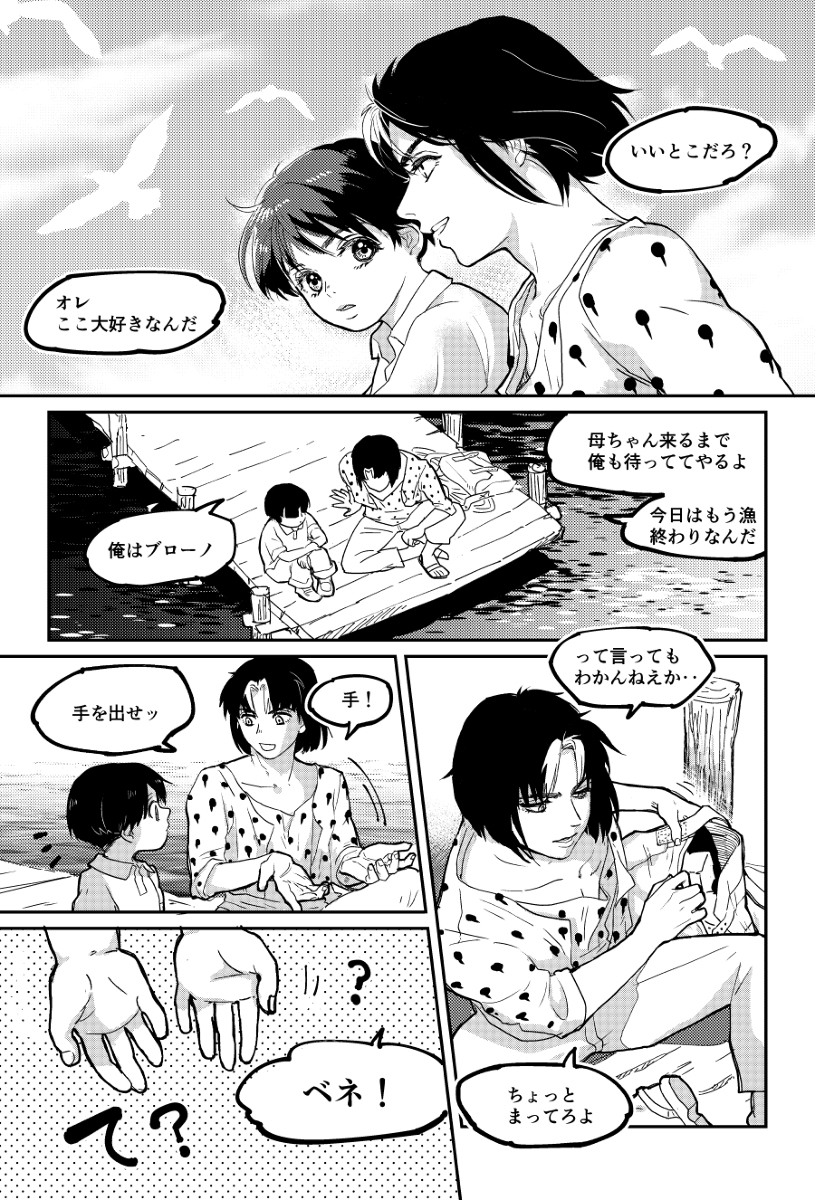 いいとこだろ？
オレ
ここ大好きなんだ
母ちゃん来るまで
俺も待っててやるよ
今日はもう漁
終わりなんだ
俺はブローノ
って言っても
わかんねえか‥
ちょっと
まってろよ
手！
手を出せッ
？
て？
ベネ！